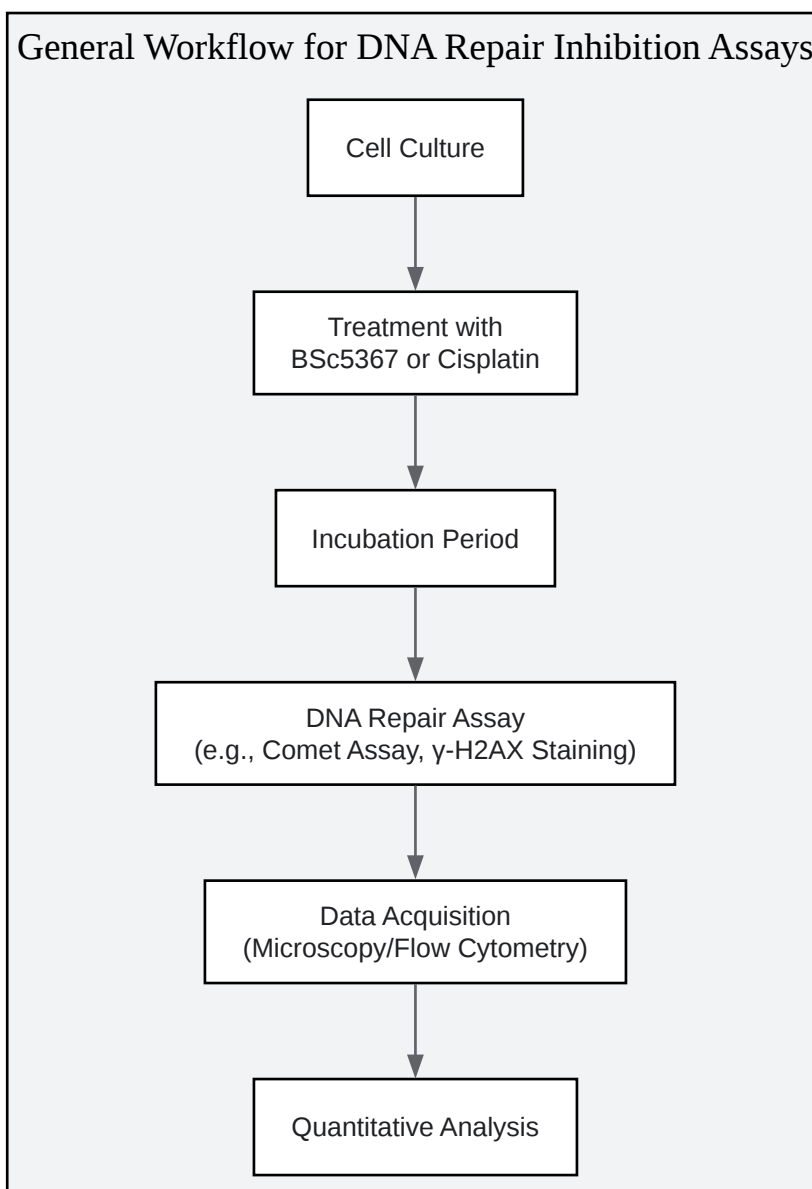 General Workflow for DNA Repair Inhibition Assays
Cell Culture
Treatment with
BSc5367 or Cisplatin
Incubation Period
DNA Repair Assay
(e.g., Comet Assay, γ-H2AX Staining)
Data Acquisition
(Microscopy/Flow Cytometry)
Quantitative Analysis